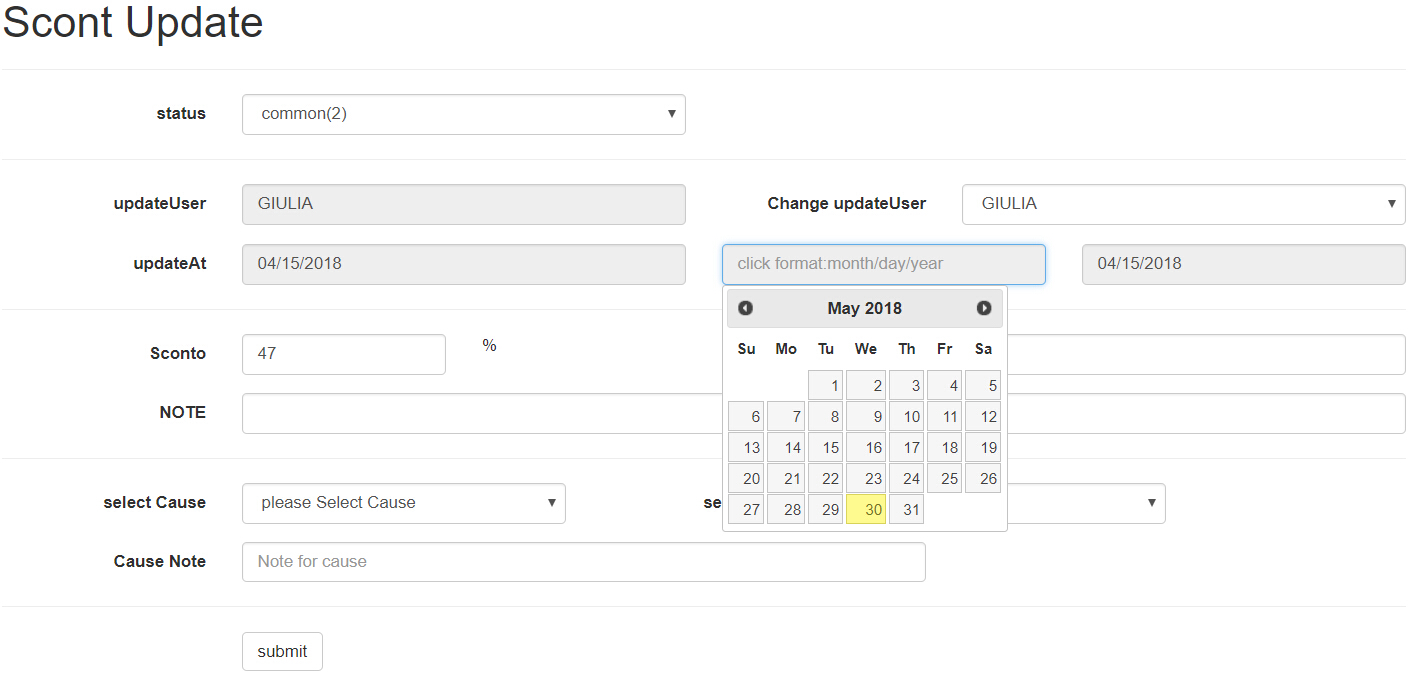 Scont Update
status common(2)
updateUser GIULIA Change updateUser GIULIA
updateAt 04/15/2018 click format:month/day/year 04/15/2018
May 2018
Su Mo Tu We Th Fr Sa
1 2 3 4 5
6 7 8 9 10 11 12
13 14 15 16 17 18 19
20 21 22 23 24 25 26
27 28 29 30 31
Sconto 47 %
NOTE
select Cause please Select Cause se
Cause Note Note for cause
submit